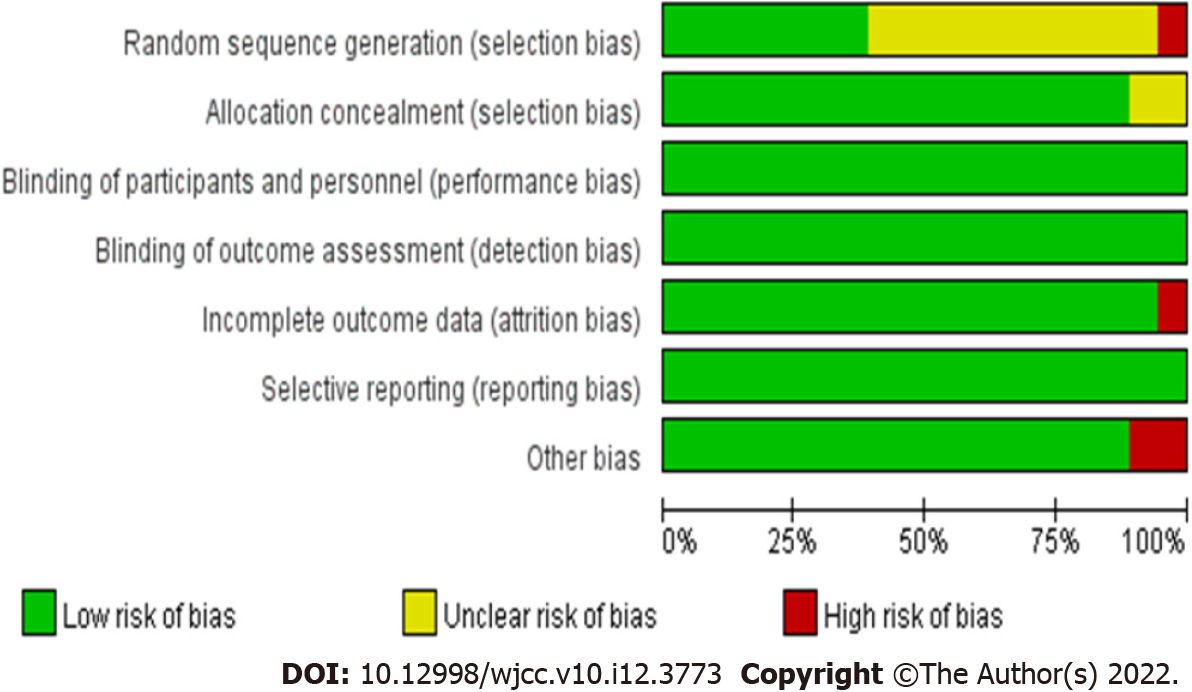 Random sequence generation (selection bias)
Allocation concealment (selection bias)
Blinding of participants and personnel (performance bias)
Blinding of outcome assessment (detection bias)
Incomplete outcome data (attrition bias)
Selective reporting (reporting bias)
Other bias
0% 25% 50% 75% 100%
Low risk of bias Unclear risk of bias High risk of bias
DOI: 10.12998/wjcc.v10.i12.3773 Copyright ©The Author(s) 2022.